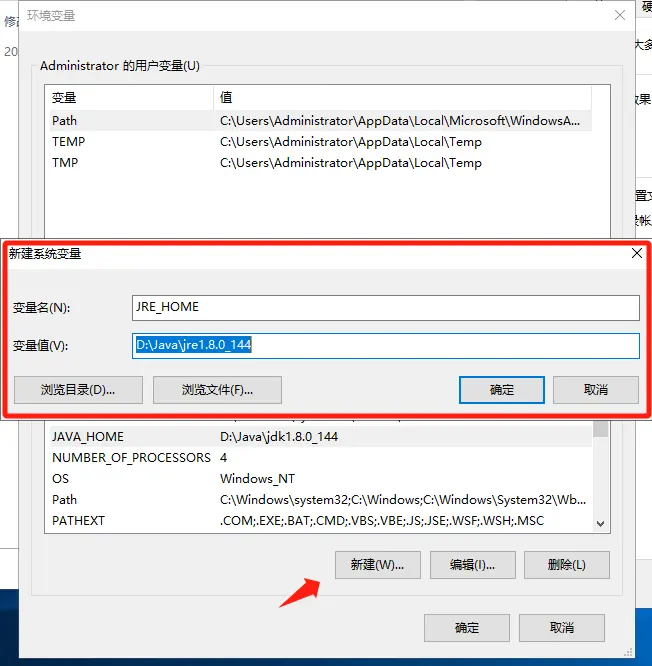 环境变量
修
硬
20
大多
Administrator 的用户变量(U)
变量 值
Path C:\Users\Administrator\AppData\Local\Microsoft\WindowsA...
TEMP C:\Users\Administrator\AppData\Local\Temp
TMP C:\Users\Administrator\AppData\Local\Temp
果
置
帐
新建系统变量
变量名(N): JRE_HOME
变量值(V): D:\Java\jre1.8.0_144
浏览目录(D)... 浏览文件(F)... 确定 取消
JAVA_HOME D:\Java\jdk1.8.0_144
NUMBER_OF_PROCESSORS 4
OS Windows_NT
Path C:\Windows\system32;C:\Windows;C:\Windows\System32\Wb...
PATHEXT .COM;.EXE;.BAT;.CMD;.VBS;.VBE;.JS;.JSE;.WSF;.WSH;.MSC
新建(W)... 编辑(I)... 删除(L)
确定 取消